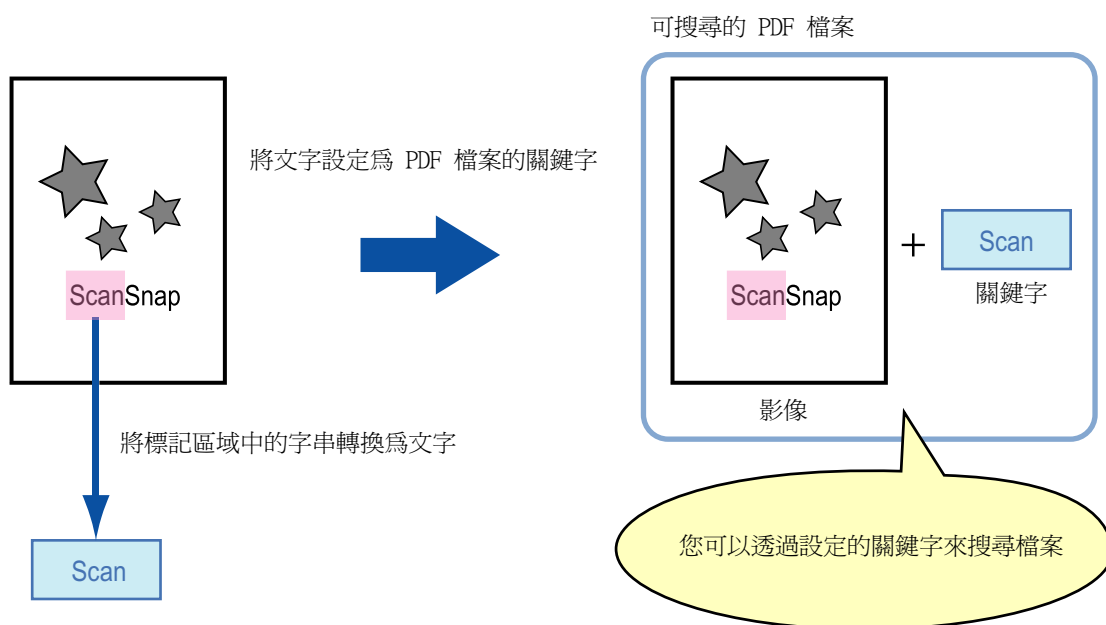 可搜尋的 PDF 檔案
將文字設定爲 PDF 檔案的關鍵字
ScanSnap
將標記區域中的字串轉換爲文字
Scan
ScanSnap
影像
+
Scan
關鍵字
您可以透過設定的關鍵字來搜尋檔案